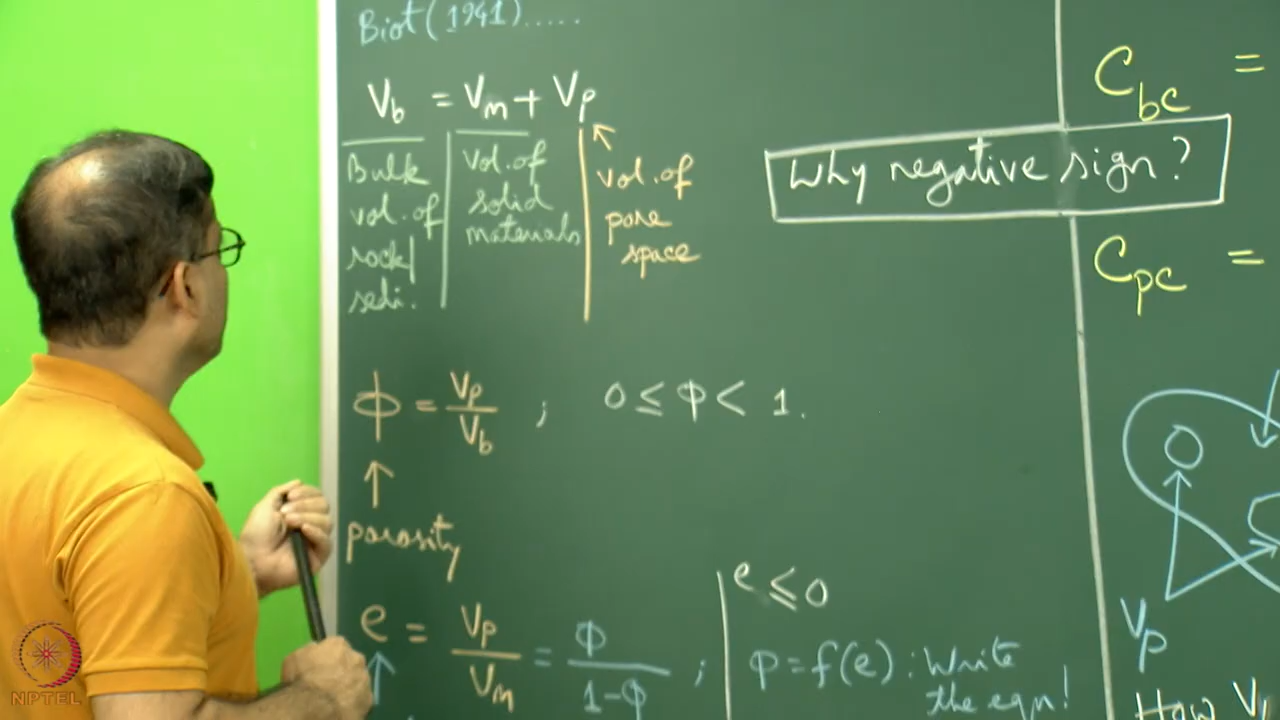 Biot (1941).....
V_b = V_m + V_p
Bulk
vol. of
rock/
sedi.
vol. of
solid
materials
vol. of
pore
space
φ = V_p / V_b ; 0 ≤ φ < 1.
porosity
e = V_p / V_m = φ / 1-φ ;
e ≤ 0
φ = f(e) : Write
the eqn!
C_bc =
Why negative sign?
C_pc =
V_p
How
NPTEL